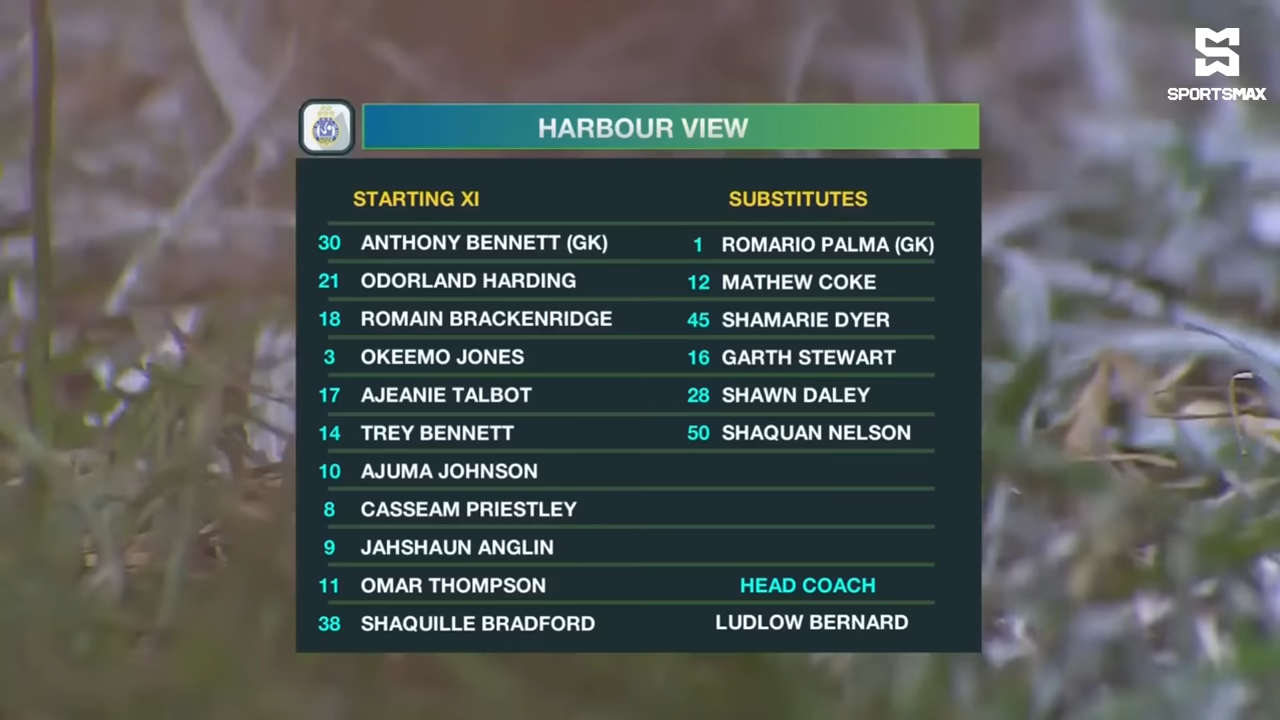 SPORTSMAX
HARBOUR VIEW
STARTING XI
30 ANTHONY BENNETT (GK)
21 ODORLAND HARDING
18 ROMAIN BRACKENRIDGE
3 OKEEMO JONES
17 AJEANIE TALBOT
14 TREY BENNETT
10 AJUMA JOHNSON
8 CASSEAM PRIESTLEY
9 JAHSHAUN ANGLIN
11 OMAR THOMPSON
38 SHAQUILLE BRADFORD
SUBSTITUTES
1 ROMARIO PALMA (GK)
12 MATHEW COKE
45 SHAMARIE DYER
16 GARTH STEWART
28 SHAWN DALEY
50 SHAQUAN NELSON
HEAD COACH
LUDLOW BERNARD